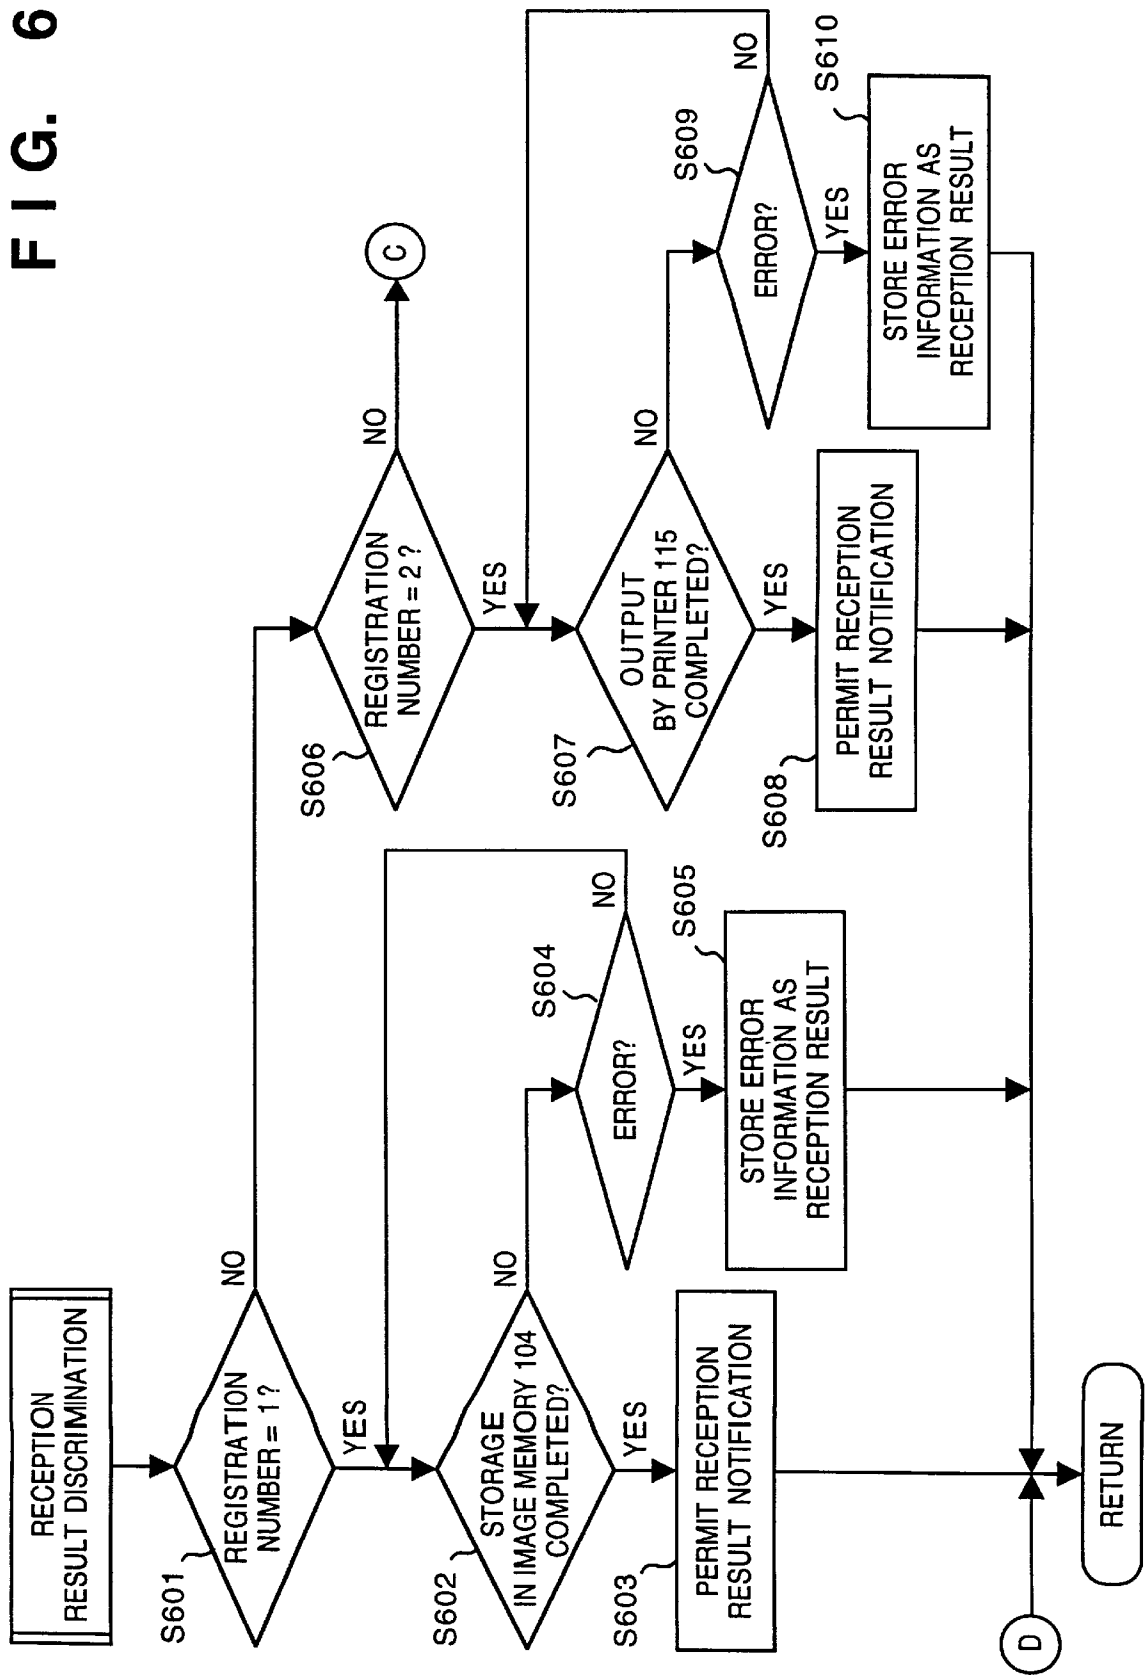 FIG. 6
RECEPTION
RESULT DISCRIMINATION
S601
REGISTRATION
NUMBER = 1?
NO
YES
S602
STORAGE
IN IMAGE MEMORY 104
COMPLETED?
NO
YES
S603
PERMIT RECEPTION
RESULT NOTIFICATION
S604
ERROR?
NO
YES
S605
STORE ERROR
INFORMATION AS
RECEPTION RESULT
S606
REGISTRATION
NUMBER = 2?
NO
C
YES
S607
OUTPUT
BY PRINTER 115
COMPLETED?
NO
YES
S608
PERMIT RECEPTION
RESULT NOTIFICATION
S609
ERROR?
NO
YES
S610
STORE ERROR
INFORMATION AS
RECEPTION RESULT
D
RETURN